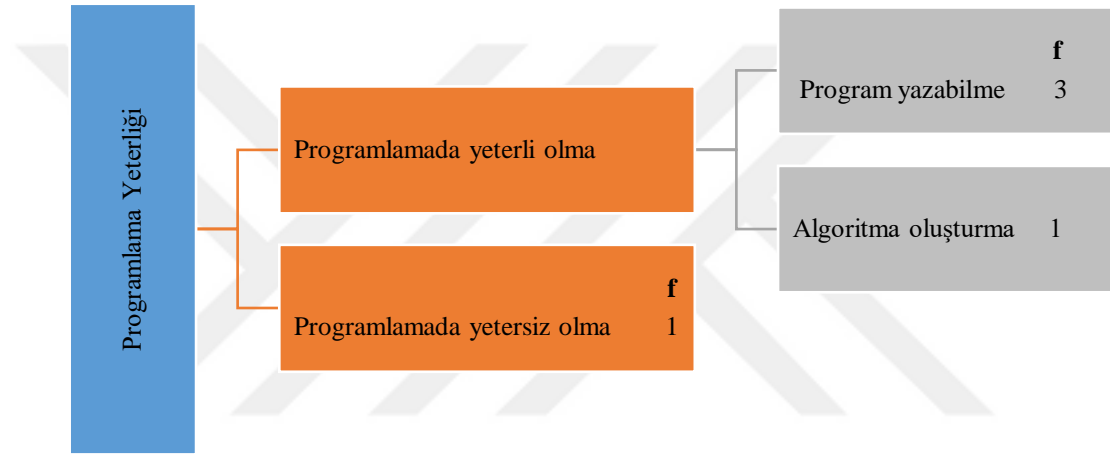 Programlama Yeterliği
Programlamada yeterli olma
f
Programlamada yetersiz olma 1
f
Program yazabilme 3
Algoritma oluşturma 1